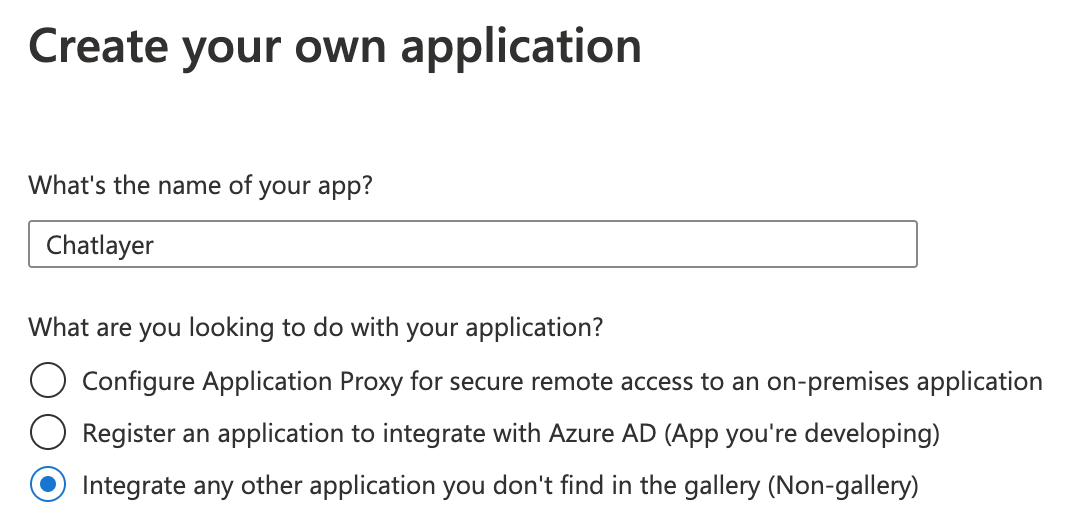 Create your own application
What's the name of your app?
Chatlayer
What are you looking to do with your application?
Configure Application Proxy for secure remote access to an on-premises application
Register an application to integrate with Azure AD (App you're developing)
Integrate any other application you don't find in the gallery (Non-gallery)